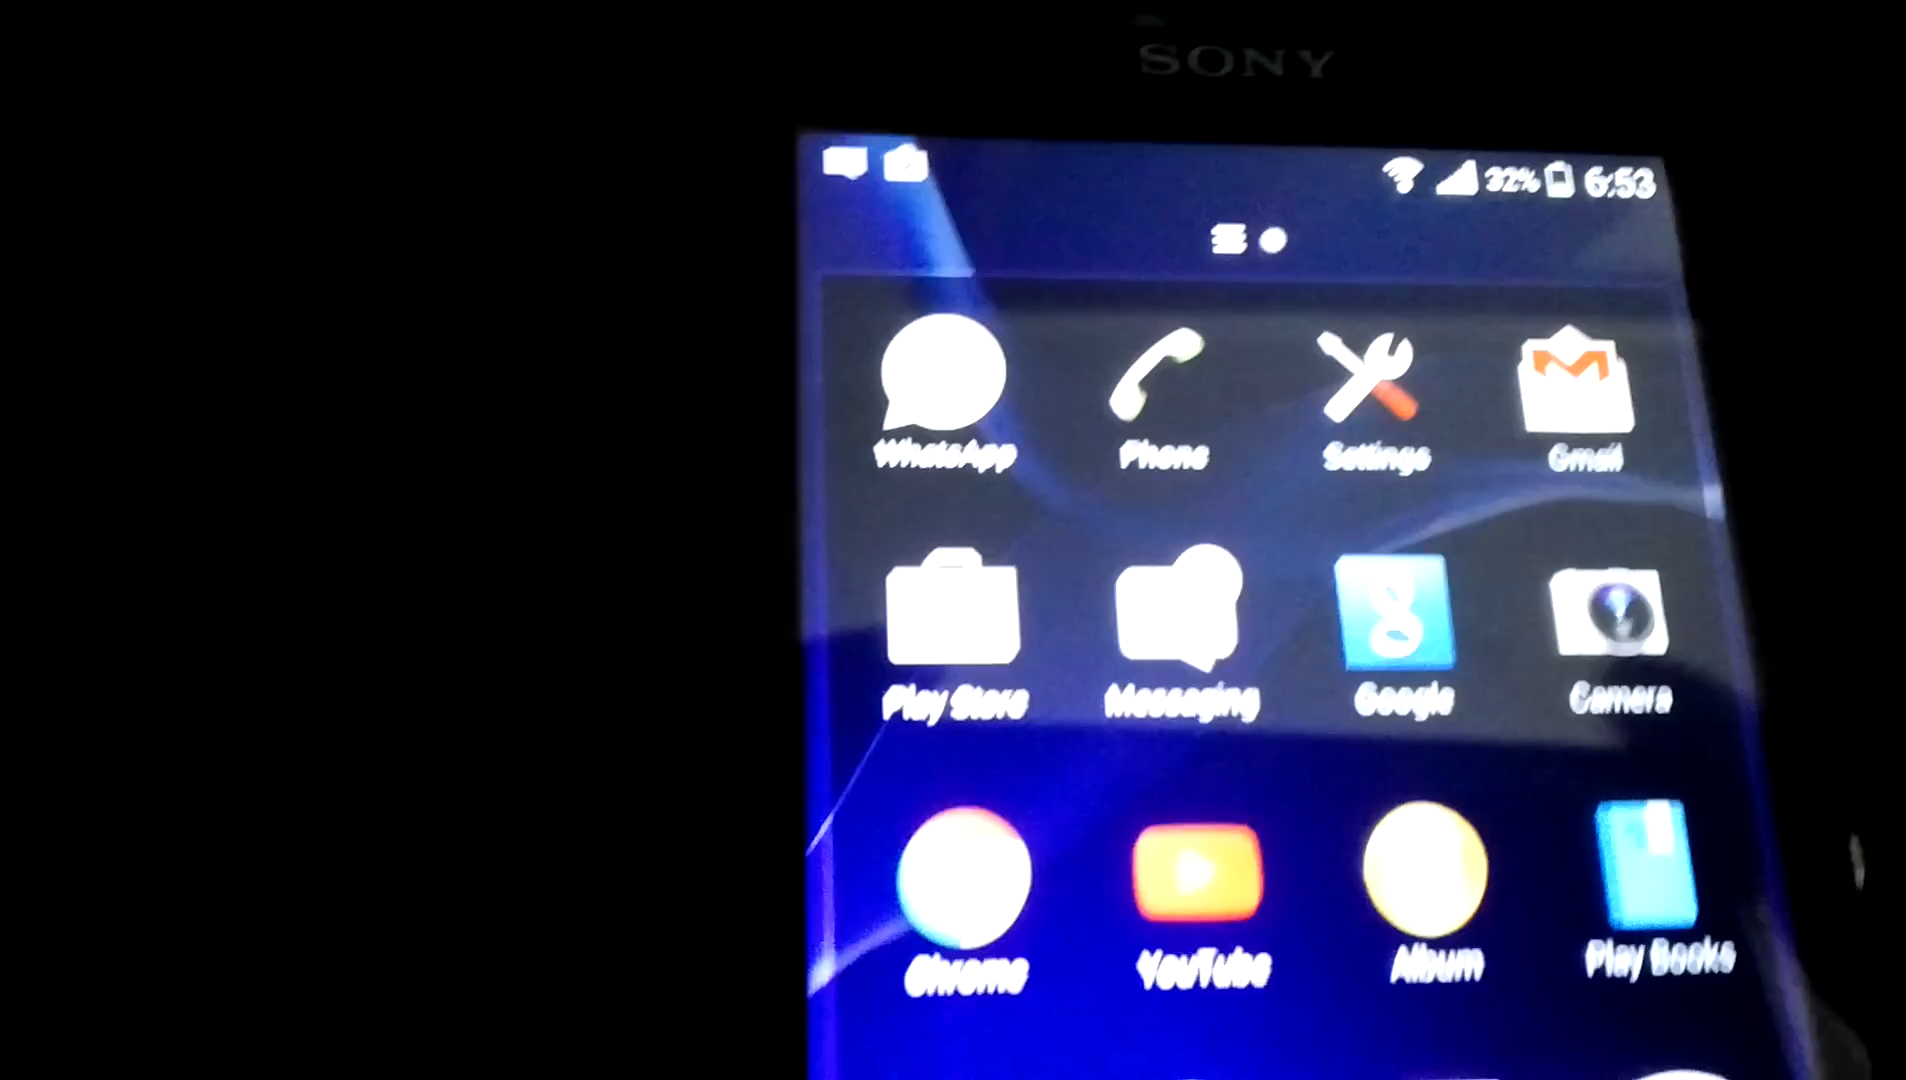 SONY
32% 6:53
WhatsApp Phone Settings Gmail
Play Store Messaging Google Camera
Chrome YouTube Album Play Books